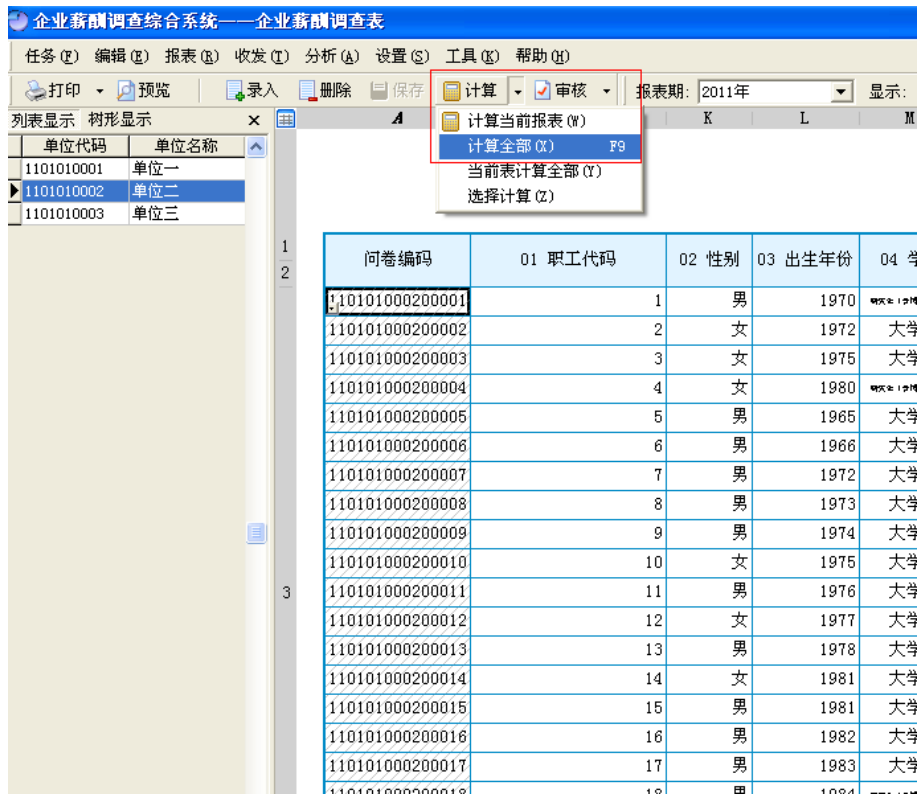 企业薪酬调查综合系统——企业薪酬调查表
任务(F) 编辑(E) 报表(R) 收发(T) 分析(A) 设置(S) 工具(K) 帮助(H)
打印 预览 录入 删除 保存 计算 审核 报表期: 2011年 显示:
列表显示 树形显示 × A K L M
计算当前报表(W)
单位代码 单位名称
计算全部(X) F9
1101010001 单位一
当前表计算全部(Y)
1101010002 单位二
选择计算(Z)
1101010003 单位三
1
2
问卷编码 01 职工代码 02 性别 03 出生年份 04
110101000200001 1 男 1970
110101000200002 2 女 1972 大学
110101000200003 3 女 1975 大学
110101000200004 4 女 1980
110101000200005 5 男 1965 大学
110101000200006 6 男 1966 大学
110101000200007 7 男 1972 大学
110101000200008 8 男 1973 大学
110101000200009 9 男 1974 大学
110101000200010 10 女 1975 大学
3 110101000200011 11 男 1976 大学
110101000200012 12 女 1977 大学
110101000200013 13 男 1978 大学
110101000200014 14 女 1981 大学
110101000200015 15 男 1981 大学
110101000200016 16 男 1982 大学
110101000200017 17 男 1983 大学
110101000200018 18 男 1984